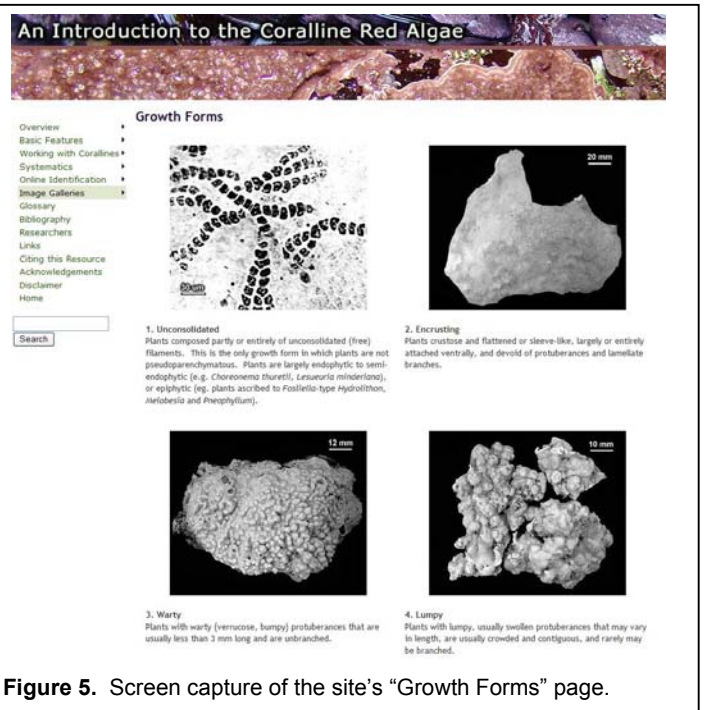 An Introduction to the Coralline Red Algae
Overview
Basic Features
Working with Corallines
Systematics
Online Identification
Image Galleries
Glossary
Bibliography
Researchers
Links
Citing this Resource
Acknowledgements
Disclaimer
Home
Search
Growth Forms
30 um
1. Unconsolidated
Plants composed partly or entirely of unconsolidated (free)
filaments. This is the only growth form in which plants are not
pseudoparenchymatous. Plants are largely endophytic to semi-
endophytic (e.g. Choreonema thuretii, Lesueuria minderiana),
or epiphytic (eg. plants ascribed to Fosliella-type Hydrolithon,
Melobesia and Pneophyllum).
20 mm
2. Encrusting
Plants crustose and flattened or sleeve-like, largely or entirely
attached ventrally, and devoid of protuberances and lamellate
branches.
12 mm
3. Warty
Plants with warty (verrucose, bumpy) protuberances that are
usually less than 3 mm long and are unbranched.
10 mm
4. Lumpy
Plants with lumpy, usually swollen protuberances that may vary
in length, are usually crowded and contiguous, and rarely may
be branched.
Figure 5. Screen capture of the site's “Growth Forms” page.